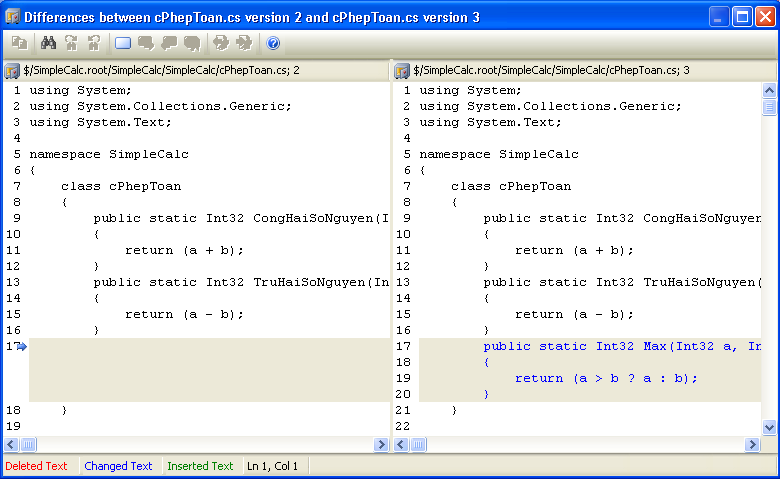 Differences between cPhepToan.cs version 2 and cPhepToan.cs version 3
$/SimpleCalc.root/SimpleCalc/SimpleCalc/cPhepToan.cs; 2
1 using System;
2 using System.Collections.Generic;
3 using System.Text;
4
5 namespace SimpleCalc
6 {
7 class cPhepToan
8 {
9 public static Int32 CongHaiSoNguyen(I
10 {
11 return (a + b);
12 }
13 public static Int32 TruHaiSoNguyen(In
14 {
15 return (a - b);
16 }
17
18 }
19
$/SimpleCalc.root/SimpleCalc/SimpleCalc/cPhepToan.cs; 3
1 using System;
2 using System.Collections.Generic;
3 using System.Text;
4
5 namespace SimpleCalc
6 {
7 class cPhepToan
8 {
9 public static Int32 CongHaiSoNguyen
10 {
11 return (a + b);
12 }
13 public static Int32 TruHaiSoNguyen(
14 {
15 return (a - b);
16 }
17 public static Int32 Max(Int32 a, In
18 {
19 return (a > b ? a : b);
20 }
21 }
22
Deleted Text Changed Text Inserted Text Ln 1, Col 1